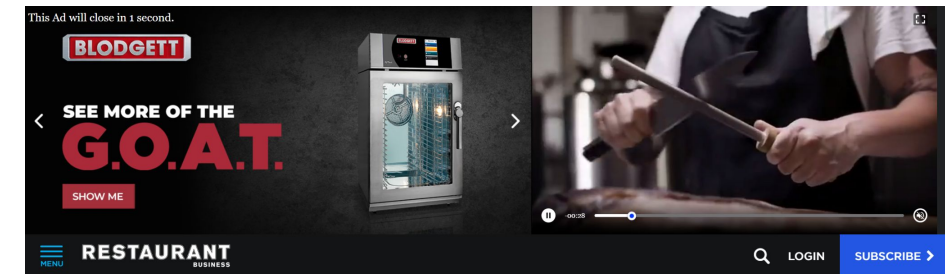 This Ad will close in 1 second.
BLODGETT
SEE MORE OF THE
G.O.A.T.
SHOW ME
-00:28
MENU
RESTAURANT
BUSINESS
LOGIN
SUBSCRIBE